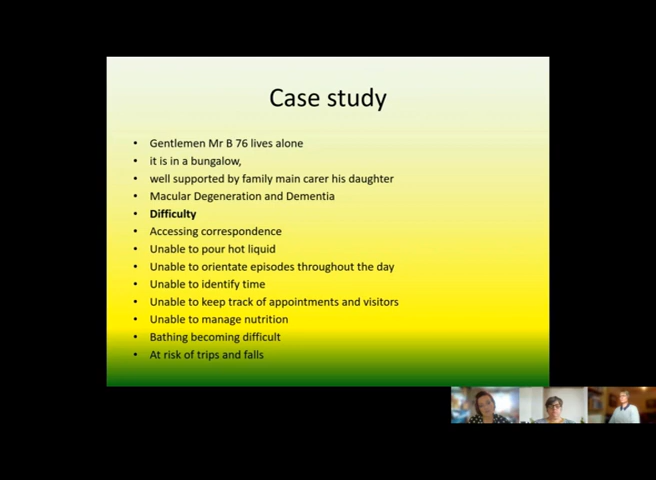 Case study
• Gentlemen Mr B 76 lives alone
• it is in a bungalow,
• well supported by family main carer his daughter
• Macular Degeneration and Dementia
• Difficulty
• Accessing correspondence
• Unable to pour hot liquid
• Unable to orientate episodes throughout the day
• Unable to identify time
• Unable to keep track of appointments and visitors
• Unable to manage nutrition
• Bathing becoming difficult
• At risk of trips and falls